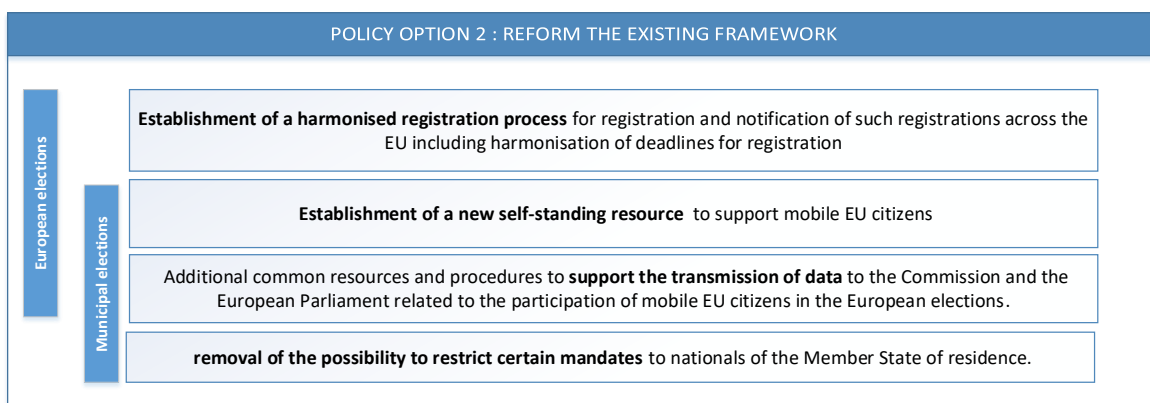 POLICY OPTION 2 : REFORM THE EXISTING FRAMEWORK
European elections
Municipal elections
Establishment of a harmonised registration process for registration and notification of such registrations across the
EU including harmonisation of deadlines for registration
Establishment of a new self-standing resource to support mobile EU citizens
Additional common resources and procedures to support the transmission of data to the Commission and the
European Parliament related to the participation of mobile EU citizens in the European elections.
removal of the possibility to restrict certain mandates to nationals of the Member State of residence.